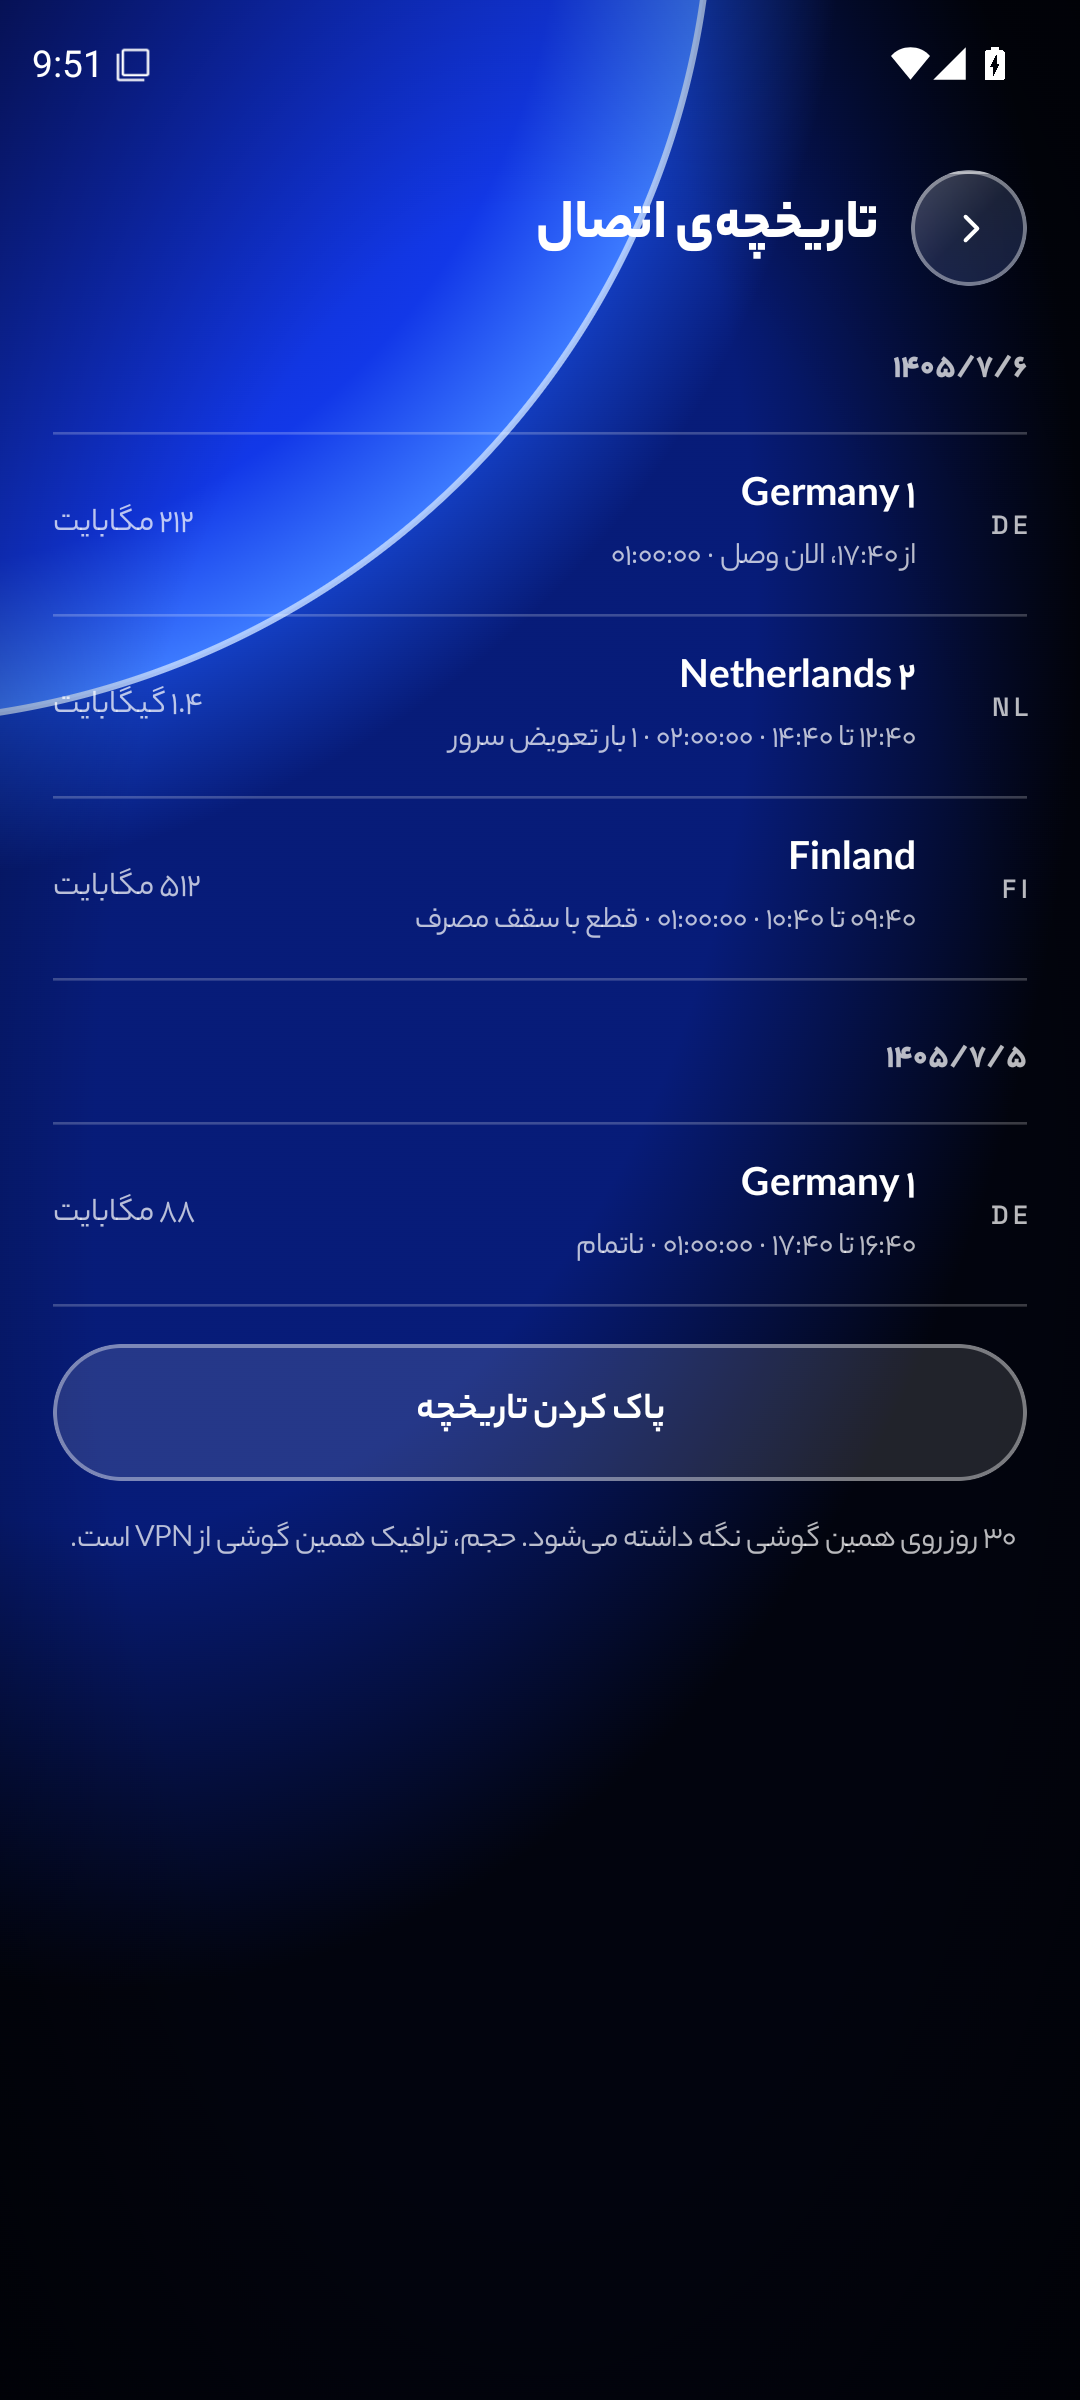 9:51
تاریخچه‌ی اتصال
۱۴۰۵/۷/۶
DE
Germany ۱
از ۱۷:۴۰، الان وصل · ۰۱:۰۰:۰۰
۲۱۲ مگابایت
NL
Netherlands ۲
۱۲:۴۰ تا ۱۴:۴۰ · ۰۲:۰۰:۰۰ · ۱ بار تعویض سرور
۱.۴ گیگابایت
FI
Finland
۰۹:۴۰ تا ۱۰:۴۰ · ۰۱:۰۰:۰۰ · قطع با سقف مصرف
۵۱۲ مگابایت
۱۴۰۵/۷/۵
DE
Germany ۱
۱۶:۴۰ تا ۱۷:۴۰ · ۰۱:۰۰:۰۰ · ناتمام
۸۸ مگابایت
پاک کردن تاریخچه
۳۰ روز روی همین گوشی نگه داشته می‌شود. حجم، ترافیک همین گوشی از VPN است.